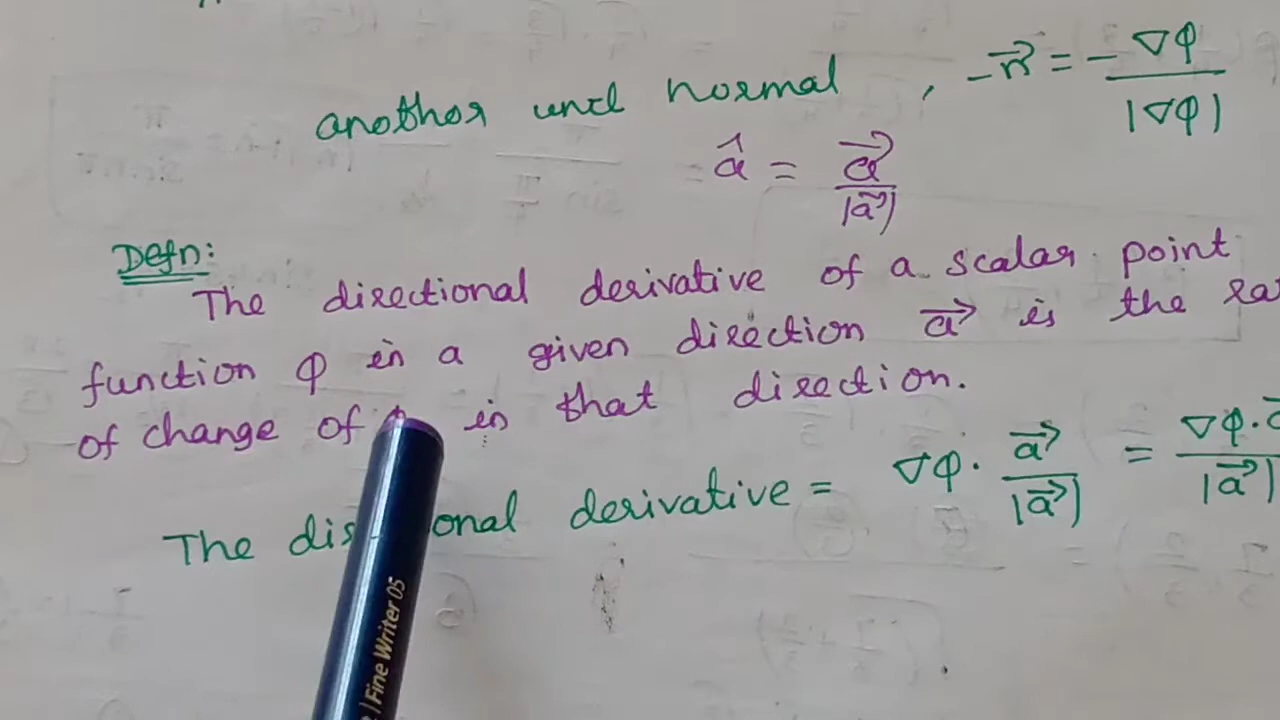 another unit normal , -n⃗ = - ∇φ / |∇φ|
â = a⃗ / |a⃗|
Defn:
The directional derivative of a scalar point
function φ in a given direction a⃗ is the
of change of in that direction.
The derivative = ∇φ · a⃗ / |a⃗| = ∇φ · / |a⃗|
| Fine Writer 05